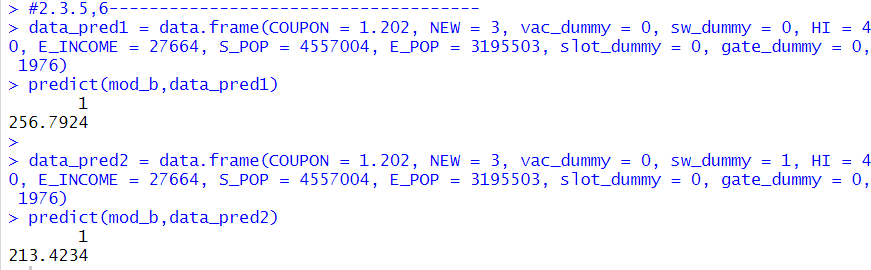 > #2.3.5,6-------------------------------------
> data_pred1 = data.frame(COUPON = 1.202, NEW = 3, vac_dummy = 0, sw_dummy = 0, HI = 4
0, E_INCOME = 27664, S_POP = 4557004, E_POP = 3195503, slot_dummy = 0, gate_dummy = 0,
1976)
> predict(mod_b,data_pred1)
1
256.7924
>
> data_pred2 = data.frame(COUPON = 1.202, NEW = 3, vac_dummy = 0, sw_dummy = 1, HI = 4
0, E_INCOME = 27664, S_POP = 4557004, E_POP = 3195503, slot_dummy = 0, gate_dummy = 0,
1976)
> predict(mod_b,data_pred2)
1
213.4234